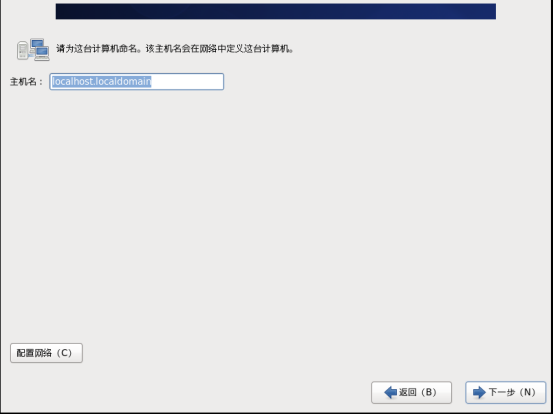 请为这台计算机命名。该主机名会在网络中定义这台计算机。
主机名： localhost.localdomain
配置网络（C）
返回（B） 下一步（N）